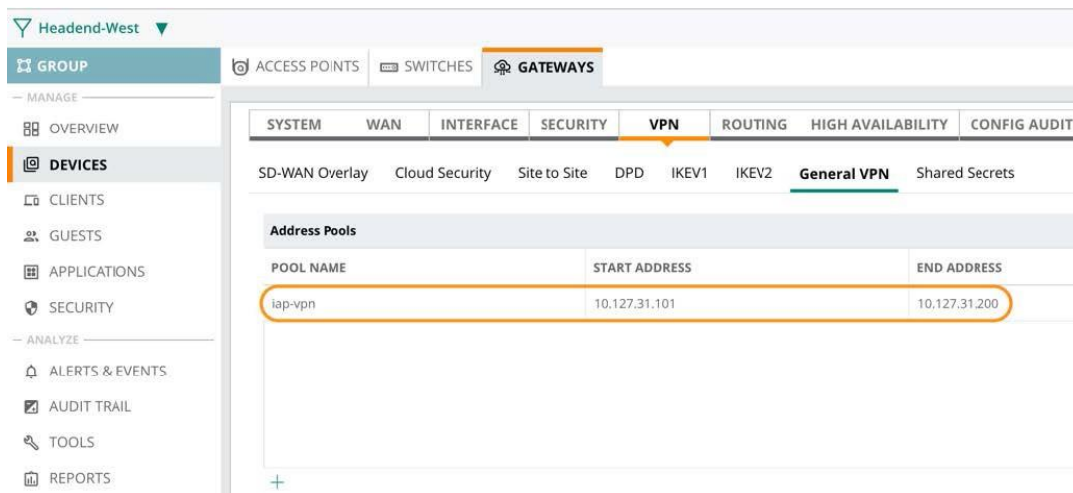 Headend-West
GROUP
ACCESS POINTS SWITCHES GATEWAYS
MANAGE
OVERVIEW
DEVICES
CLIENTS
GUESTS
APPLICATIONS
SECURITY
ANALYZE
ALERTS & EVENTS
AUDIT TRAIL
TOOLS
REPORTS
SYSTEM WAN INTERFACE SECURITY VPN ROUTING HIGH AVAILABILITY CONFIG AUDIT
SD-WAN Overlay Cloud Security Site to Site DPD IKEV1 IKEV2 General VPN Shared Secrets
Address Pools
POOL NAME START ADDRESS END ADDRESS
iap-vpn 10.127.31.101 10.127.31.200
+